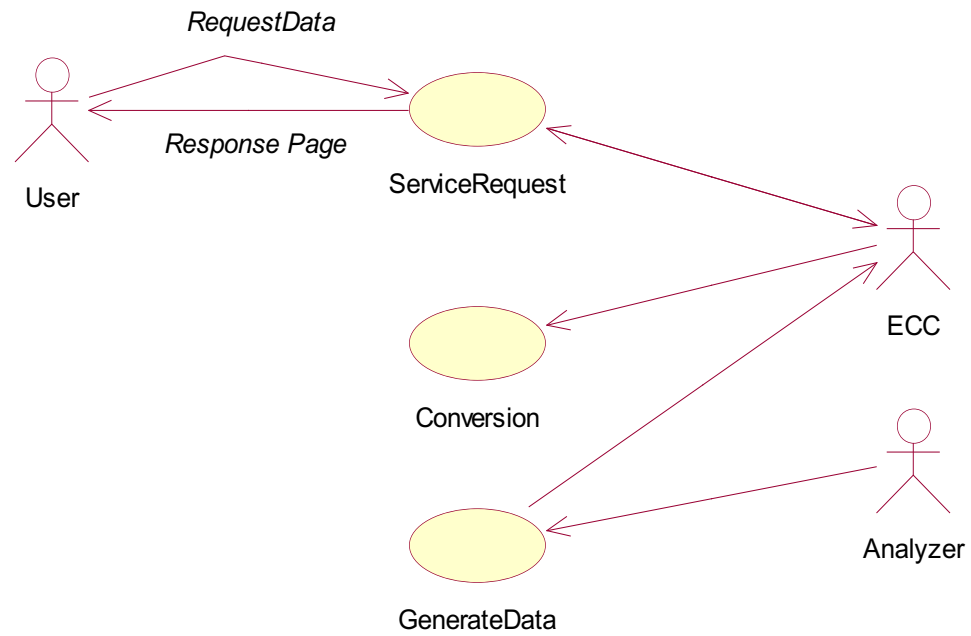 RequestData
Response Page
User
ServiceRequest
ECC
Conversion
Analyzer
GenerateData